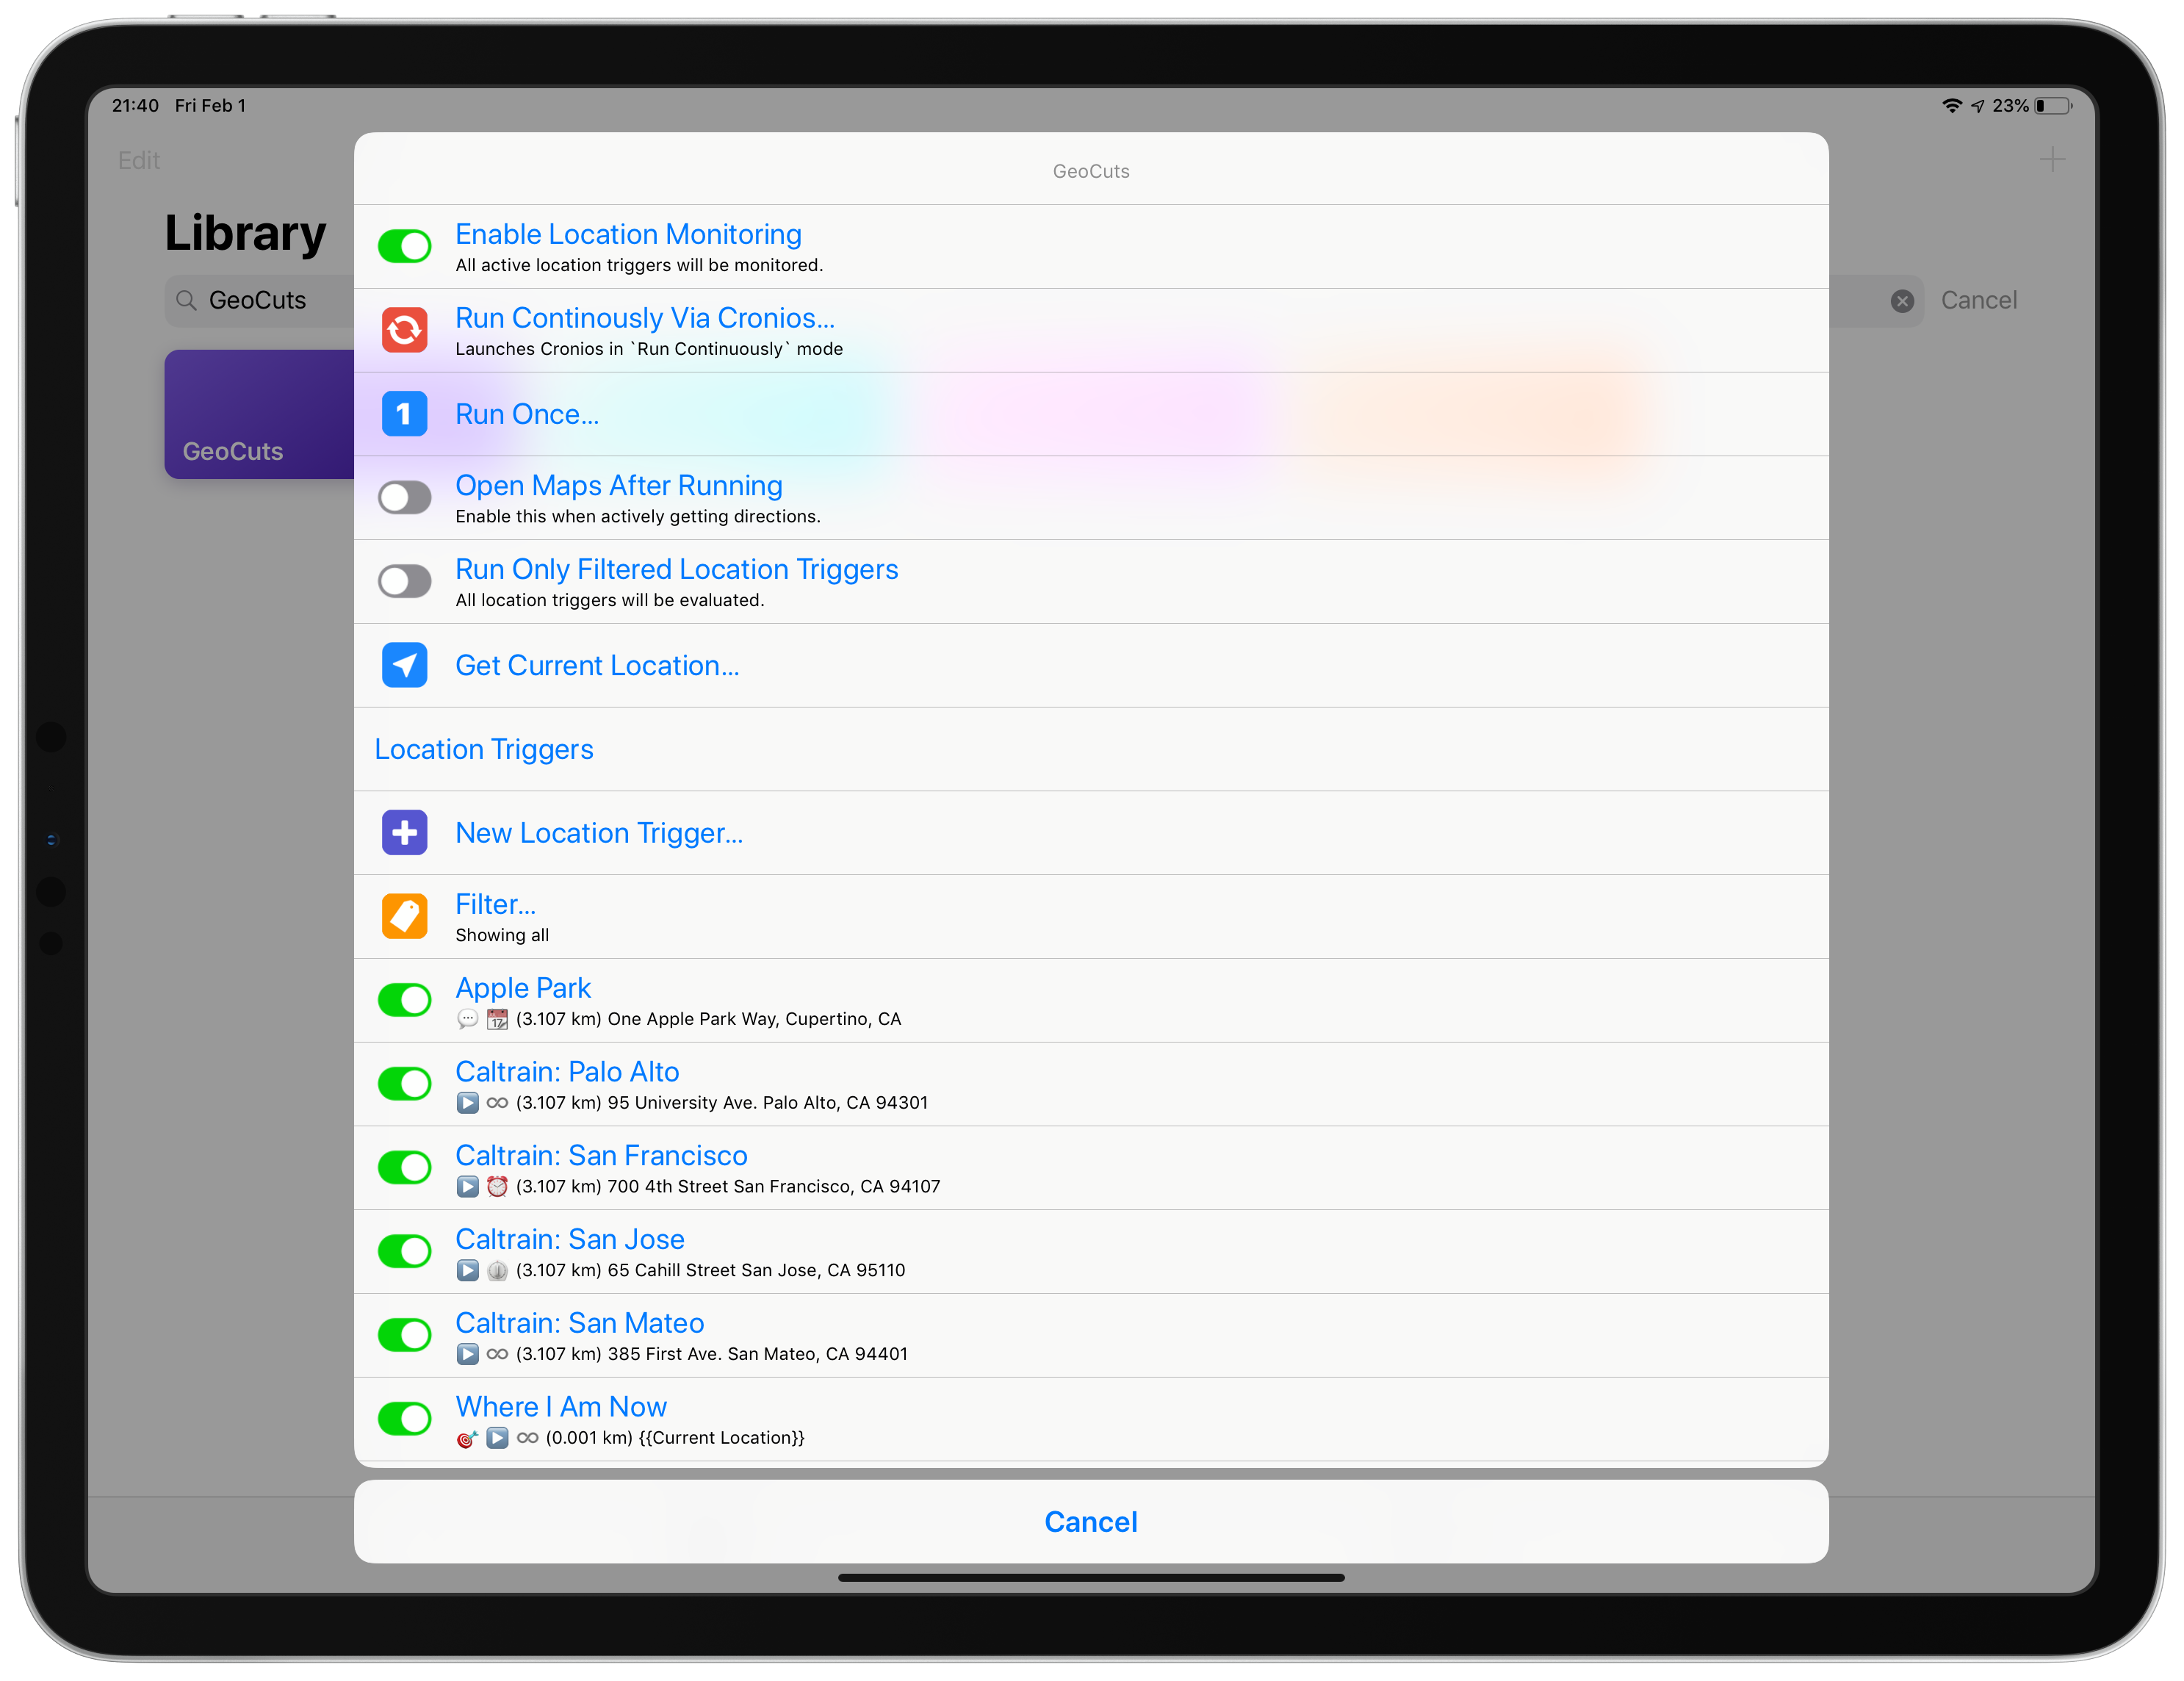 21:40 Fri Feb 1
23%
Edit
Library
GeoCuts
Cancel
GeoCuts
GeoCuts
Enable Location Monitoring
All active location triggers will be monitored.
Run Continously Via Cronios...
Launches Cronios in `Run Continuously` mode
1
Run Once...
Open Maps After Running
Enable this when actively getting directions.
Run Only Filtered Location Triggers
All location triggers will be evaluated.
Get Current Location...
Location Triggers
New Location Trigger...
Filter...
Showing all
Apple Park
💬 📆 (3.107 km) One Apple Park Way, Cupertino, CA
Caltrain: Palo Alto
▶️ ∞ (3.107 km) 95 University Ave. Palo Alto, CA 94301
Caltrain: San Francisco
▶️ ⏰ (3.107 km) 700 4th Street San Francisco, CA 94107
Caltrain: San Jose
▶️ (3.107 km) 65 Cahill Street San Jose, CA 95110
Caltrain: San Mateo
▶️ ∞ (3.107 km) 385 First Ave. San Mateo, CA 94401
Where I Am Now
🎯 ▶️ ∞ (0.001 km) {{Current Location}}
Cancel